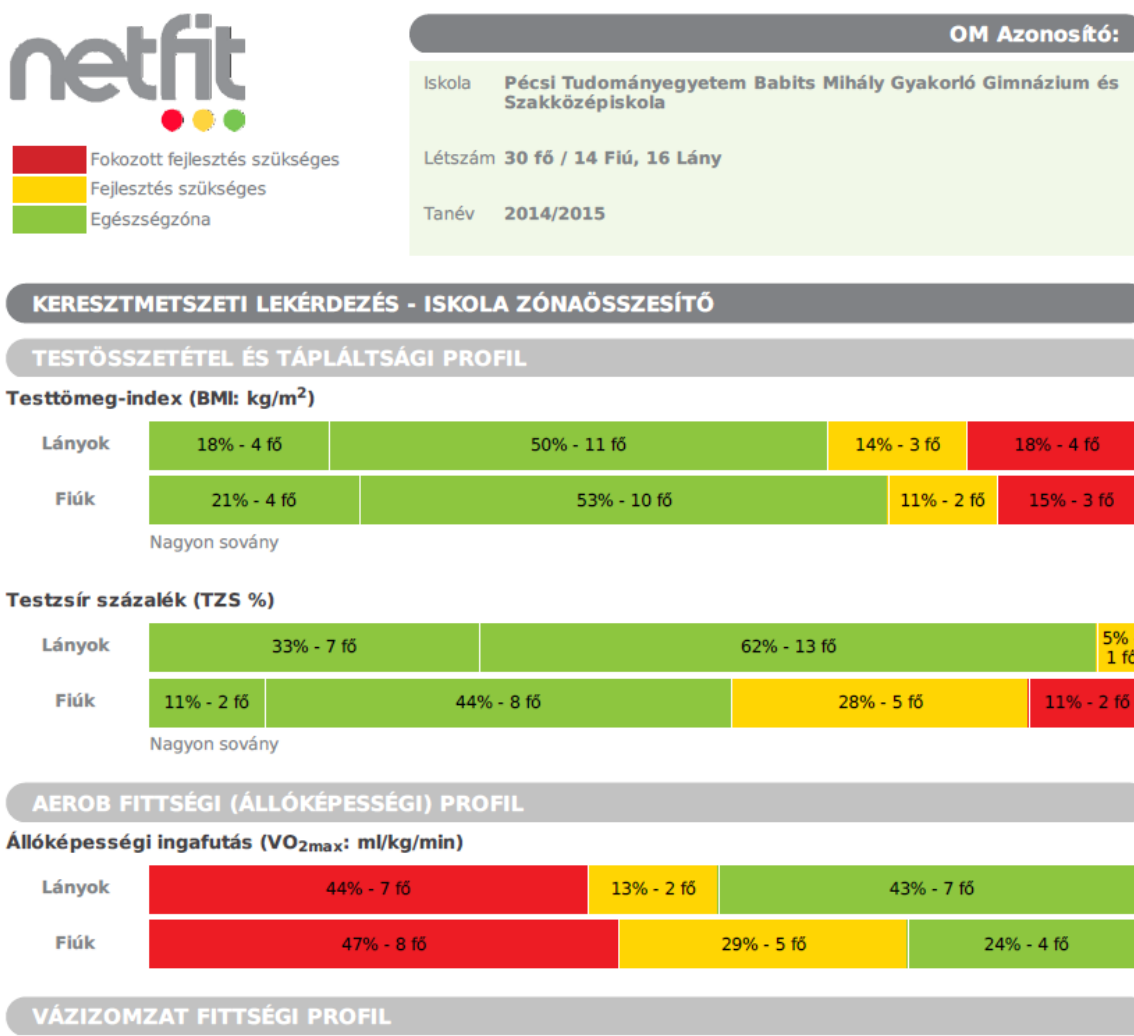 netfit
OM Azonosító:
Iskola Pécsi Tudományegyetem Babits Mihály Gyakorló Gimnázium és
Szakközépiskola
Létszám 30 fő / 14 Fiú, 16 Lány
Tanév 2014/2015
Fokozott fejlesztés szükséges
Fejlesztés szükséges
Egészségzóna
KERESZTMETSZETI LEKÉRDEZÉS - ISKOLA ZÓNAÖSSZESÍTŐ
TESTÖSSZETÉTEL ÉS TÁPLÁLTSÁGI PROFIL
Testtömeg-index (BMI: kg/m²)
Lányok 18% - 4 fő 50% - 11 fő 14% - 3 fő 18% - 4 fő
Fiúk 21% - 4 fő 53% - 10 fő 11% - 2 fő 15% - 3 fő
Nagyon sovány
Testzsír százalék (TZS %)
Lányok 33% - 7 fő 62% - 13 fő 5%
1 fő
Fiúk 11% - 2 fő 44% - 8 fő 28% - 5 fő 11% - 2 fő
Nagyon sovány
AEROB FITTSÉGI (ÁLLÓKÉPESSÉGI) PROFIL
Állóképességi ingafutás (VO₂max: ml/kg/min)
Lányok 44% - 7 fő 13% - 2 fő 43% - 7 fő
Fiúk 47% - 8 fő 29% - 5 fő 24% - 4 fő
VÁZIZOMZAT FITTSÉGI PROFIL